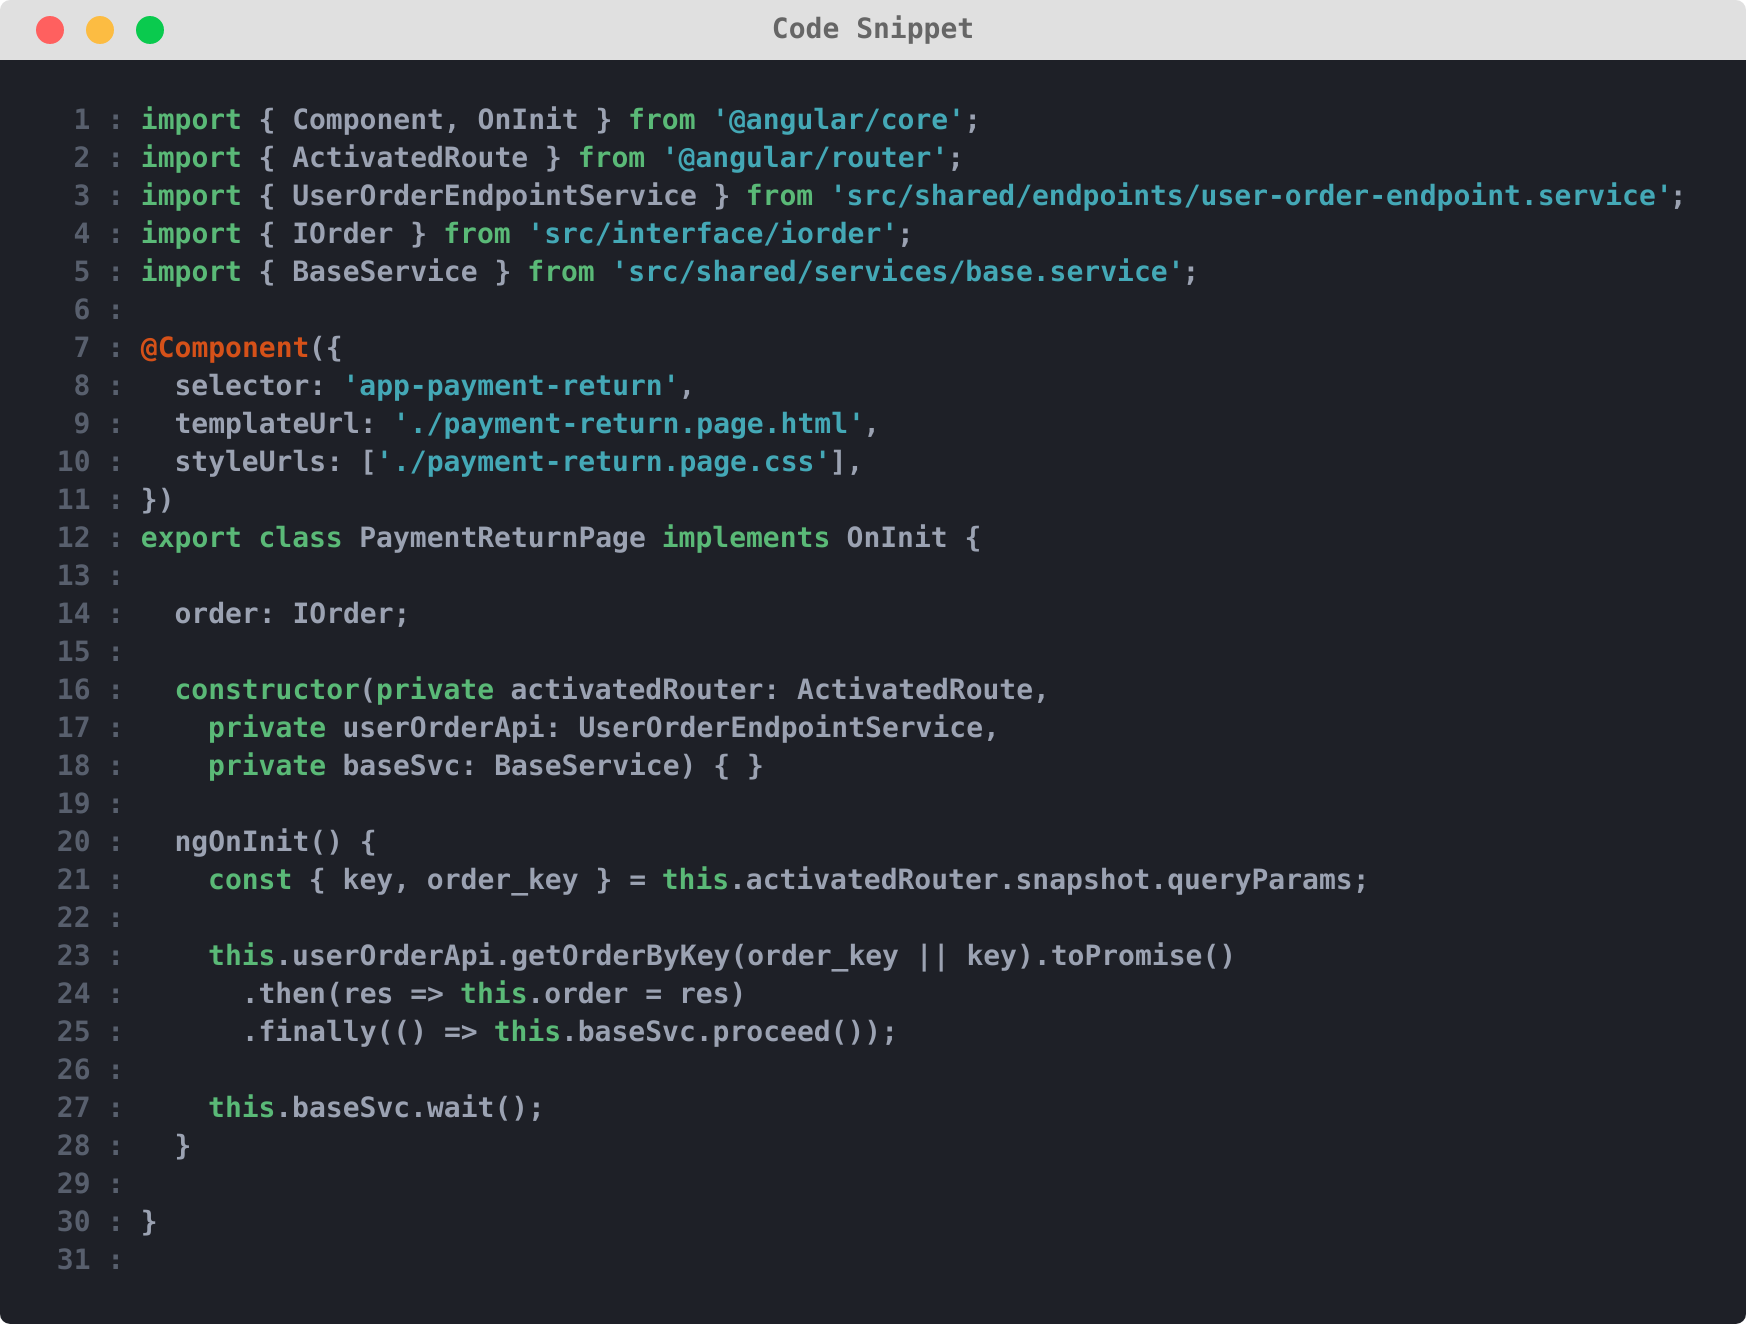 Code Snippet
1 : import { Component, OnInit } from '@angular/core';
2 : import { ActivatedRoute } from '@angular/router';
3 : import { UserOrderEndpointService } from 'src/shared/endpoints/user-order-endpoint.service';
4 : import { IOrder } from 'src/interface/iorder';
5 : import { BaseService } from 'src/shared/services/base.service';
6 :
7 : @Component({
8 :   selector: 'app-payment-return',
9 :   templateUrl: './payment-return.page.html',
10 :   styleUrls: ['./payment-return.page.css'],
11 : })
12 : export class PaymentReturnPage implements OnInit {
13 :
14 :   order: IOrder;
15 :
16 :   constructor(private activatedRouter: ActivatedRoute,
17 :     private userOrderApi: UserOrderEndpointService,
18 :     private baseSvc: BaseService) { }
19 :
20 :   ngOnInit() {
21 :     const { key, order_key } = this.activatedRouter.snapshot.queryParams;
22 :
23 :     this.userOrderApi.getOrderByKey(order_key || key).toPromise()
24 :       .then(res => this.order = res)
25 :       .finally(() => this.baseSvc.proceed());
26 :
27 :     this.baseSvc.wait();
28 :   }
29 :
30 : }
31 :